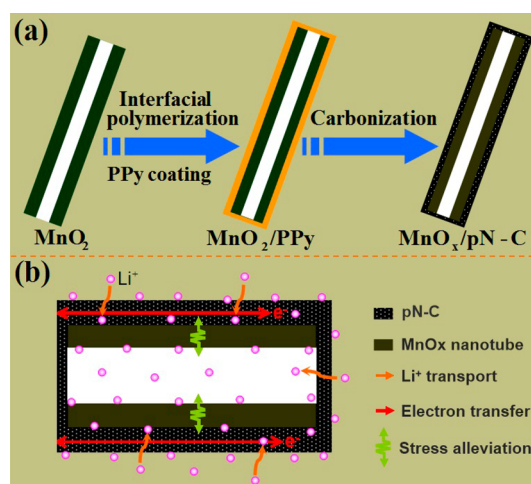 (a)
Interfacial
polymerization
PPy coating
Carbonization
MnO₂
MnO₂/PPy
MnOₓ/pN-C
(b)
Li⁺
e⁻
e⁻
pN-C
MnOx nanotube
Li⁺ transport
Electron transfer
Stress alleviation